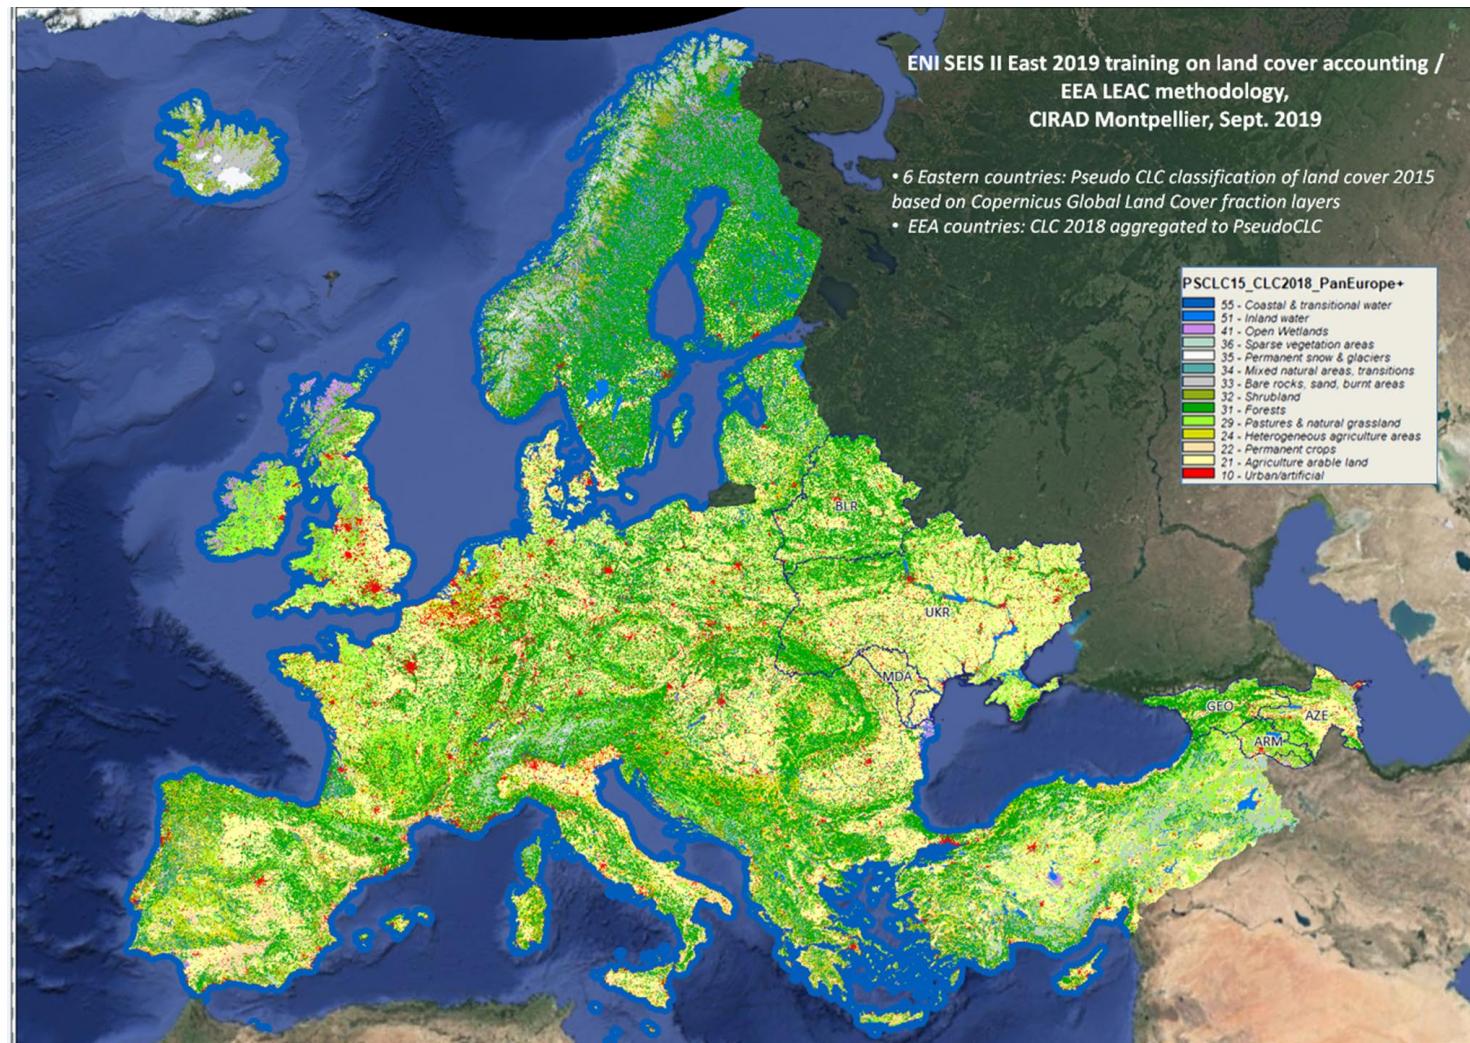 ENI SEIS II East 2019 training on land cover accounting /
EEA LEAC methodology,
CIRAD Montpellier, Sept. 2019
• 6 Eastern countries: Pseudo CLC classification of land cover 2015
based on Copernicus Global Land Cover fraction layers
• EEA countries: CLC 2018 aggregated to PseudoCLC
PSCLC15_CLC2018_PanEurope+
55 - Coastal & transitional water
51 - Inland water
41 - Open Wetlands
36 - Sparse vegetation areas
35 - Permanent snow & glaciers
34 - Mixed natural areas, transitions
33 - Bare rocks, sand, burnt areas
32 - Shrubland
31 - Forests
29 - Pastures & natural grassland
24 - Heterogeneous agriculture areas
22 - Permanent crops
21 - Agriculture arable land
10 - Urban/artificial
BLR
UKR
MDA
GEO
AZE
ARM